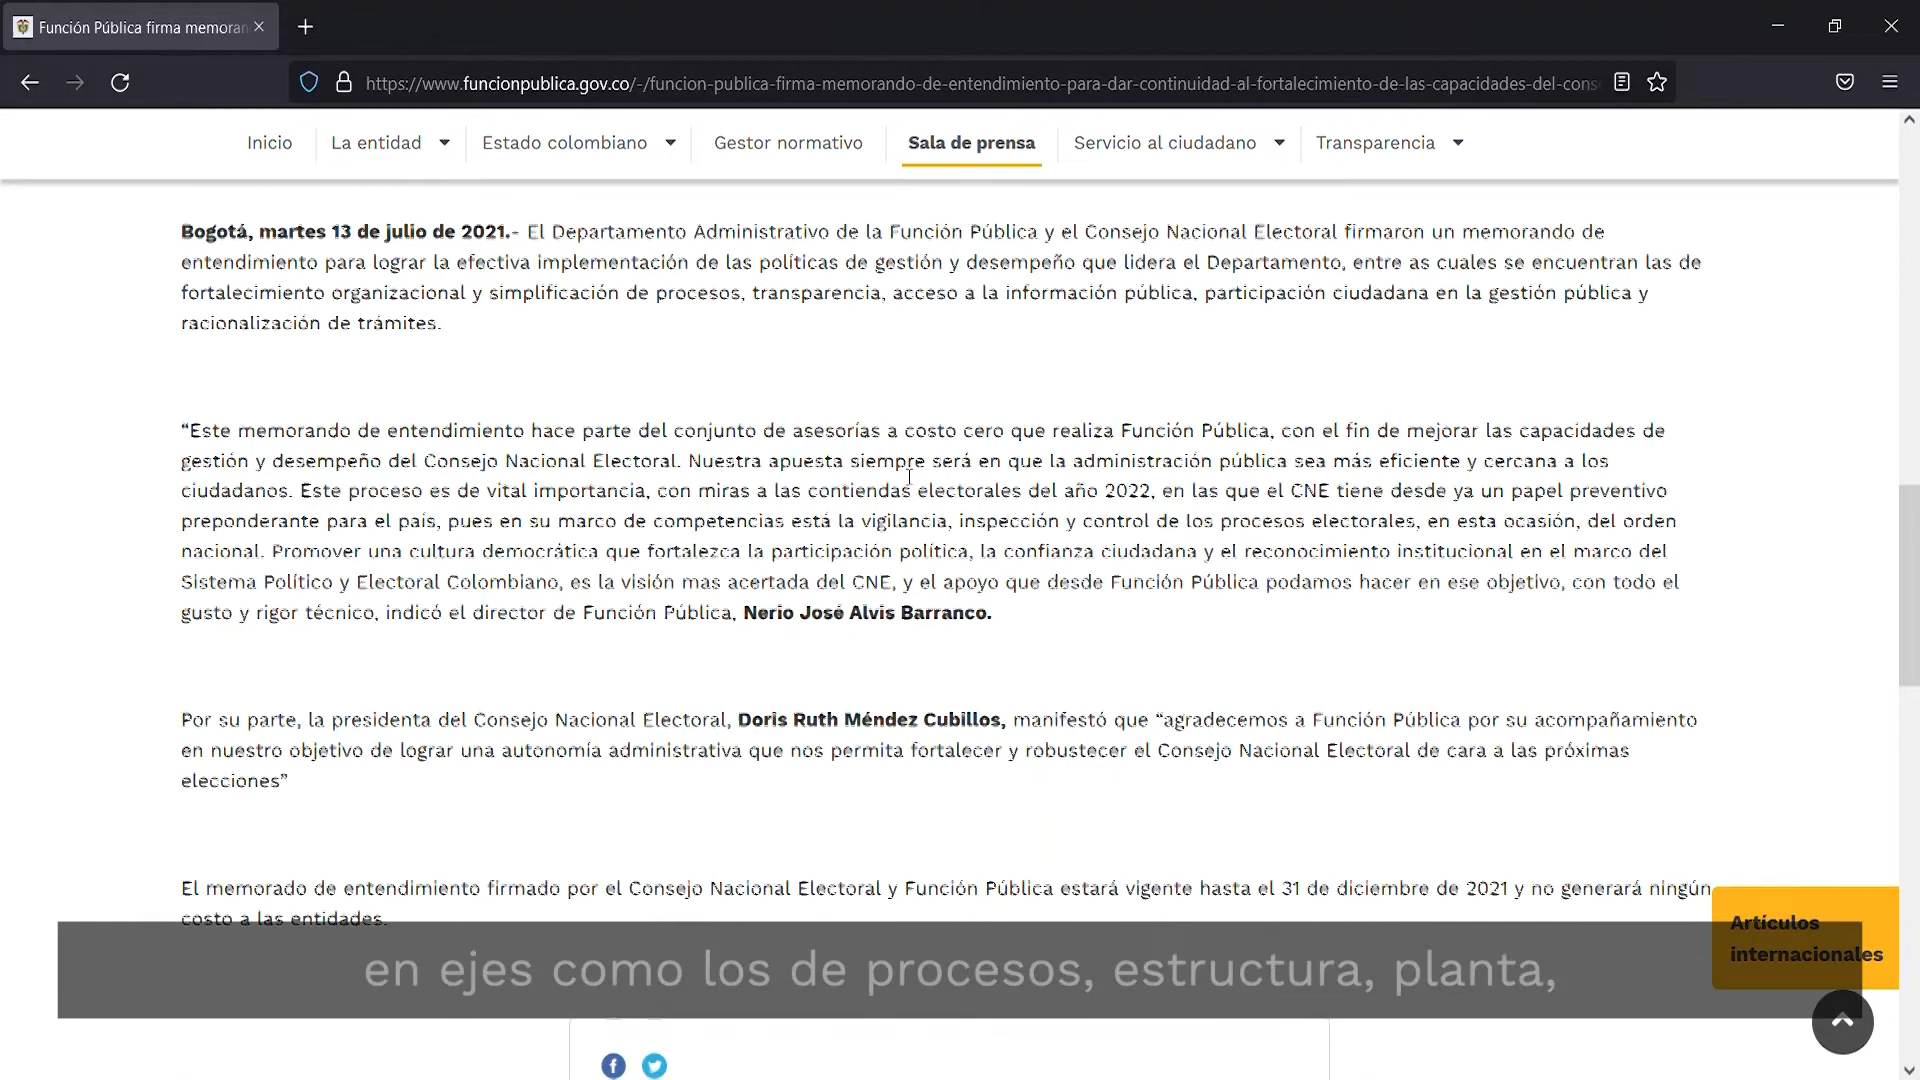 Función Pública firma memoran
https://www.funcionpublica.gov.co/-/funcion-publica-firma-memorando-de-entendimiento-para-dar-continuidad-al-fortalecimiento-de-las-capacidades-del-conse
Inicio La entidad Estado colombiano Gestor normativo Sala de prensa Servicio al ciudadano Transparencia
Bogotá, martes 13 de julio de 2021.- El Departamento Administrativo de la Función Pública y el Consejo Nacional Electoral firmaron un memorando de
entendimiento para lograr la efectiva implementación de las políticas de gestión y desempeño que lidera el Departamento, entre as cuales se encuentran las de
fortalecimiento organizacional y simplificación de procesos, transparencia, acceso a la información pública, participación ciudadana en la gestión pública y
racionalización de trámites.
“Este memorando de entendimiento hace parte del conjunto de asesorías a costo cero que realiza Función Pública, con el fin de mejorar las capacidades de
gestión y desempeño del Consejo Nacional Electoral. Nuestra apuesta siempre será en que la administración pública sea más eficiente y cercana a los
ciudadanos. Este proceso es de vital importancia, con miras a las contiendas electorales del año 2022, en las que el CNE tiene desde ya un papel preventivo
preponderante para el país, pues en su marco de competencias está la vigilancia, inspección y control de los procesos electorales, en esta ocasión, del orden
nacional. Promover una cultura democrática que fortalezca la participación política, la confianza ciudadana y el reconocimiento institucional en el marco del
Sistema Político y Electoral Colombiano, es la visión mas acertada del CNE, y el apoyo que desde Función Pública podamos hacer en ese objetivo, con todo el
gusto y rigor técnico, indicó el director de Función Pública, Nerio José Alvis Barranco.
Por su parte, la presidenta del Consejo Nacional Electoral, Doris Ruth Méndez Cubillos, manifestó que “agradecemos a Función Pública por su acompañamiento
en nuestro objetivo de lograr una autonomía administrativa que nos permita fortalecer y robustecer el Consejo Nacional Electoral de cara a las próximas
elecciones”
El memorado de entendimiento firmado por el Consejo Nacional Electoral y Función Pública estará vigente hasta el 31 de diciembre de 2021 y no generará ningún
costo a las entidades.
Artículos
internacionales
en ejes como los de procesos, estructura, planta,